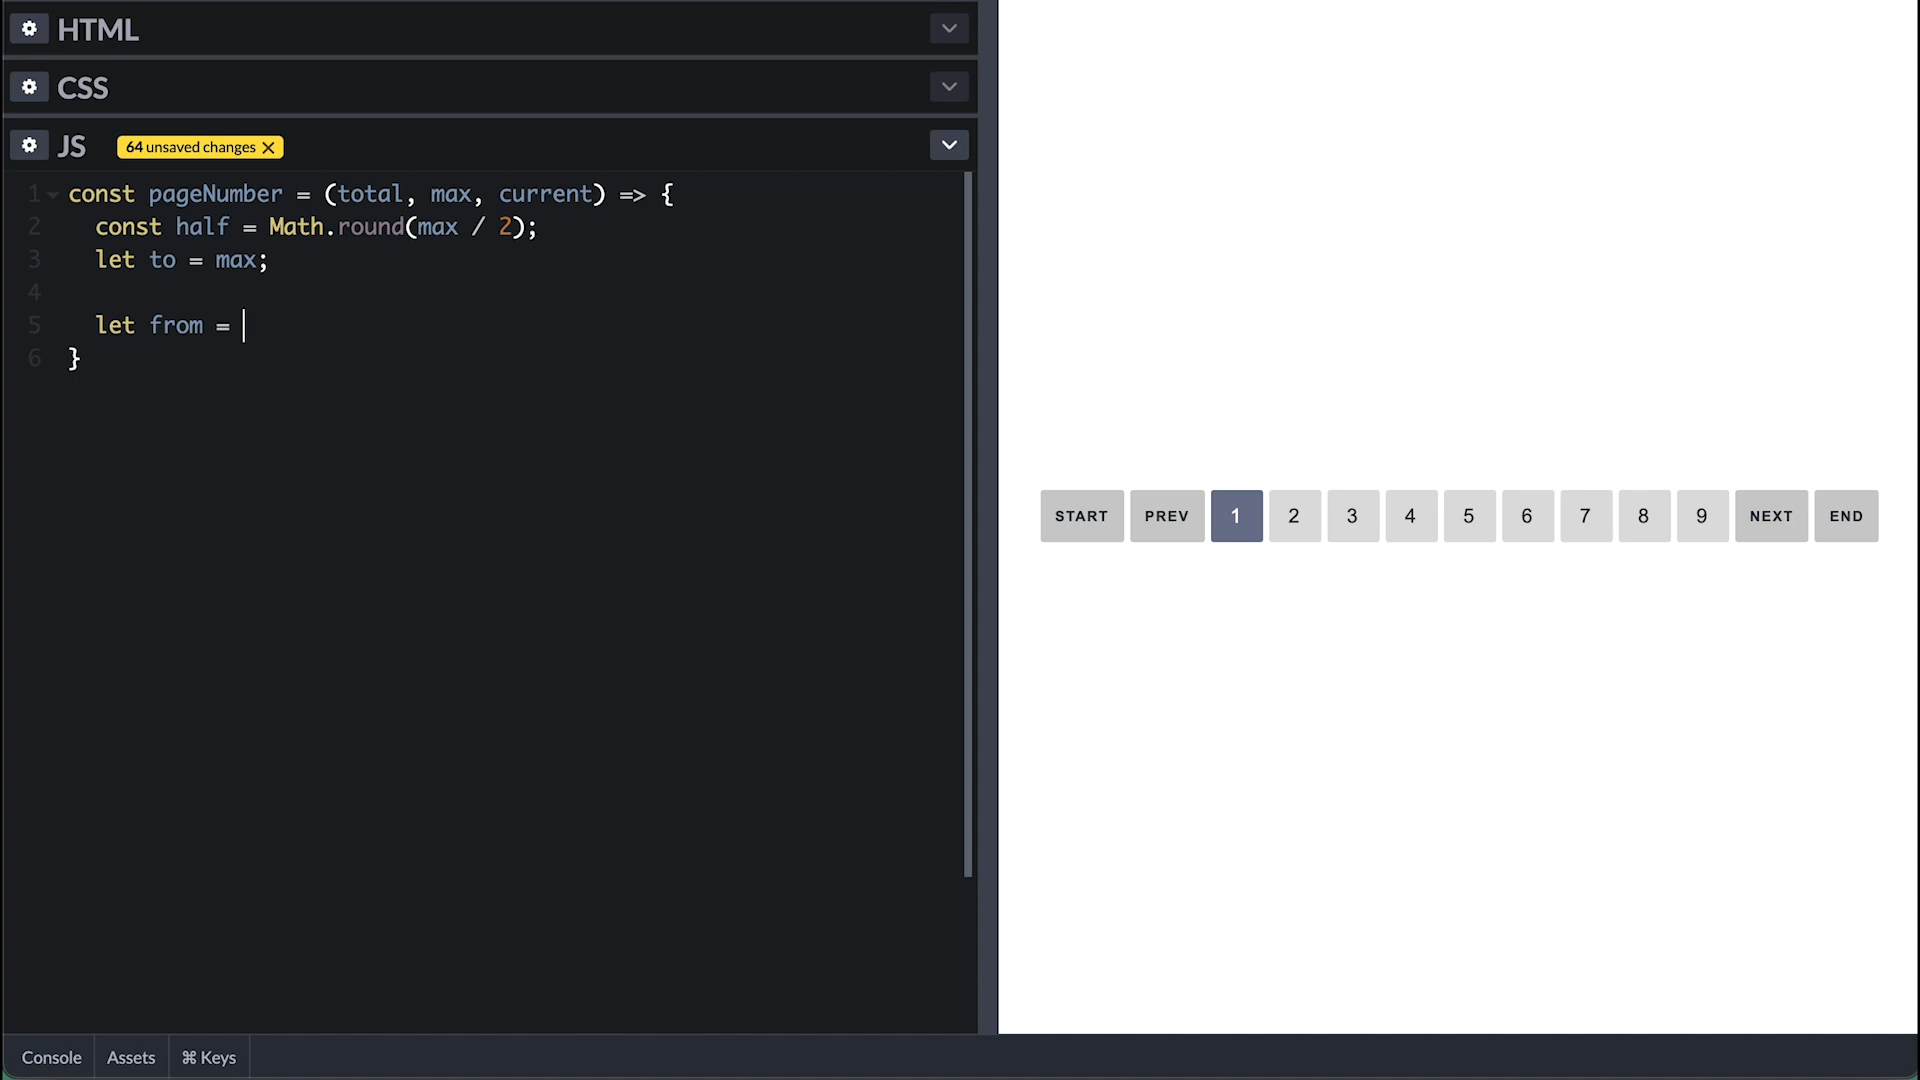 HTML
CSS
JS 64 unsaved changes
1 const pageNumber = (total, max, current) => {
2 const half = Math.round(max / 2);
3 let to = max;
4
5 let from =
6 }
START PREV 1 2 3 4 5 6 7 8 9 NEXT END
Console Assets ⌘ Keys